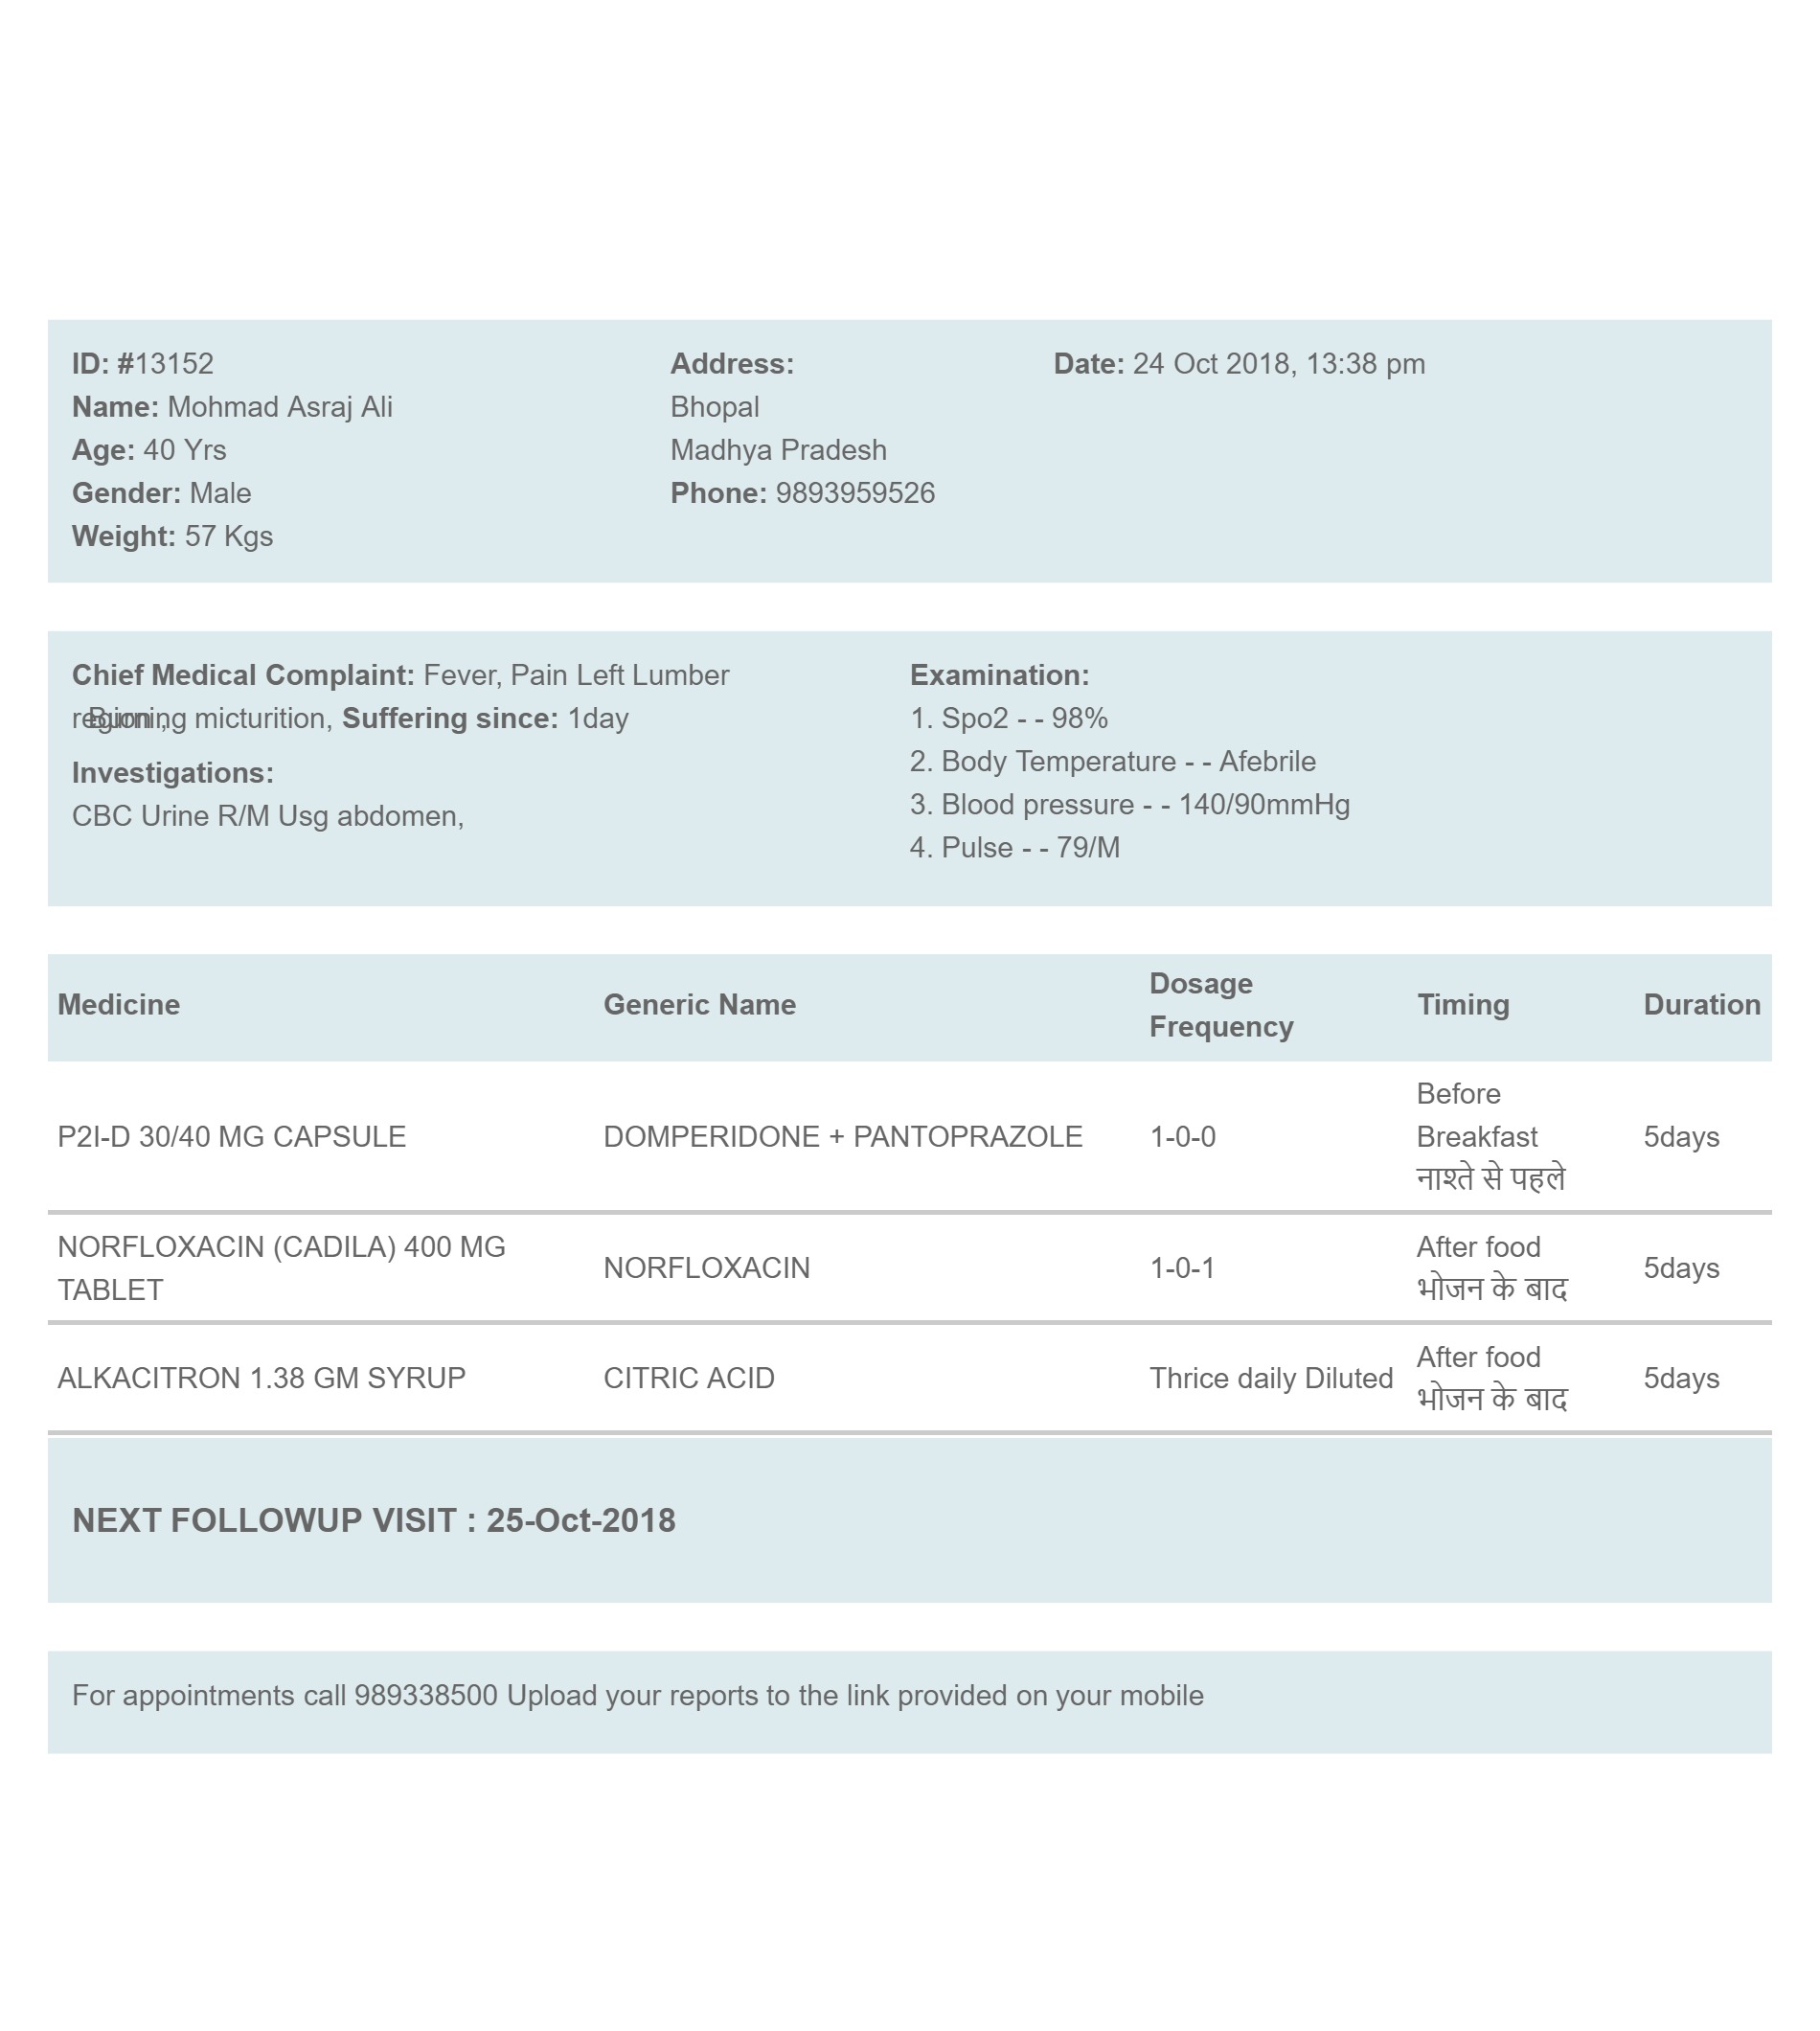 ID: #13152
Name: Mohmad Asraj Ali
Age: 40 Yrs
Gender: Male
Weight: 57 Kgs
Address:
Bhopal
Madhya Pradesh
Phone: 9893959526
Date: 24 Oct 2018, 13:38 pm
Chief Medical Complaint: Fever, Pain Left Lumber
region, Burning micturition, Suffering since: 1day
Investigations:
CBC Urine R/M Usg abdomen,
Examination:
1. Spo2 - - 98%
2. Body Temperature - - Afebrile
3. Blood pressure - - 140/90mmHg
4. Pulse - - 79/M
Medicine Generic Name Dosage Frequency Timing Duration
P2I-D 30/40 MG CAPSULE DOMPERIDONE + PANTOPRAZOLE 1-0-0 Before Breakfast नाश्ते से पहले 5days
NORFLOXACIN (CADILA) 400 MG TABLET NORFLOXACIN 1-0-1 After food भोजन के बाद 5days
ALKACITRON 1.38 GM SYRUP CITRIC ACID Thrice daily Diluted After food भोजन के बाद 5days
NEXT FOLLOWUP VISIT : 25-Oct-2018
For appointments call 989338500 Upload your reports to the link provided on your mobile